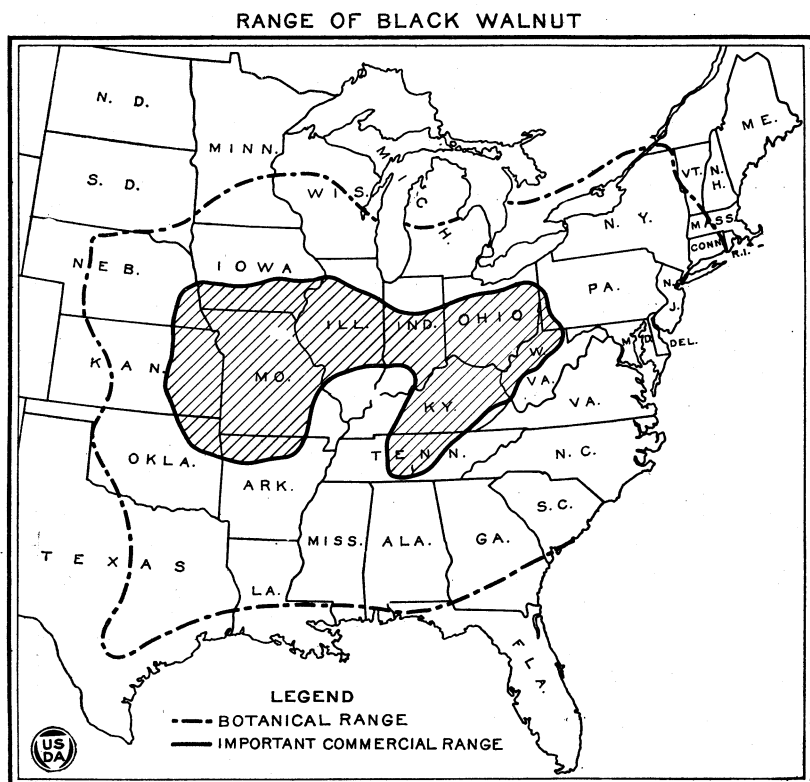 RANGE OF BLACK WALNUT
N. D.
MINN.
ME.
S. D.
WIS.
MICH.
VT.
N.
H.
N. Y.
MASS.
CONN.
R.I.
NEB.
IOWA
PA.
N.
J.
ILL.
IND.
OHIO
MD.
DEL.
KAN.
MO.
W.
VA.
KY.
VA.
OKLA.
TENN.
N. C.
ARK.
S. C.
TEXAS
MISS.
ALA.
GA.
LA.
FLA.
LEGEND
BOTANICAL RANGE
IMPORTANT COMMERCIAL RANGE
US
DA